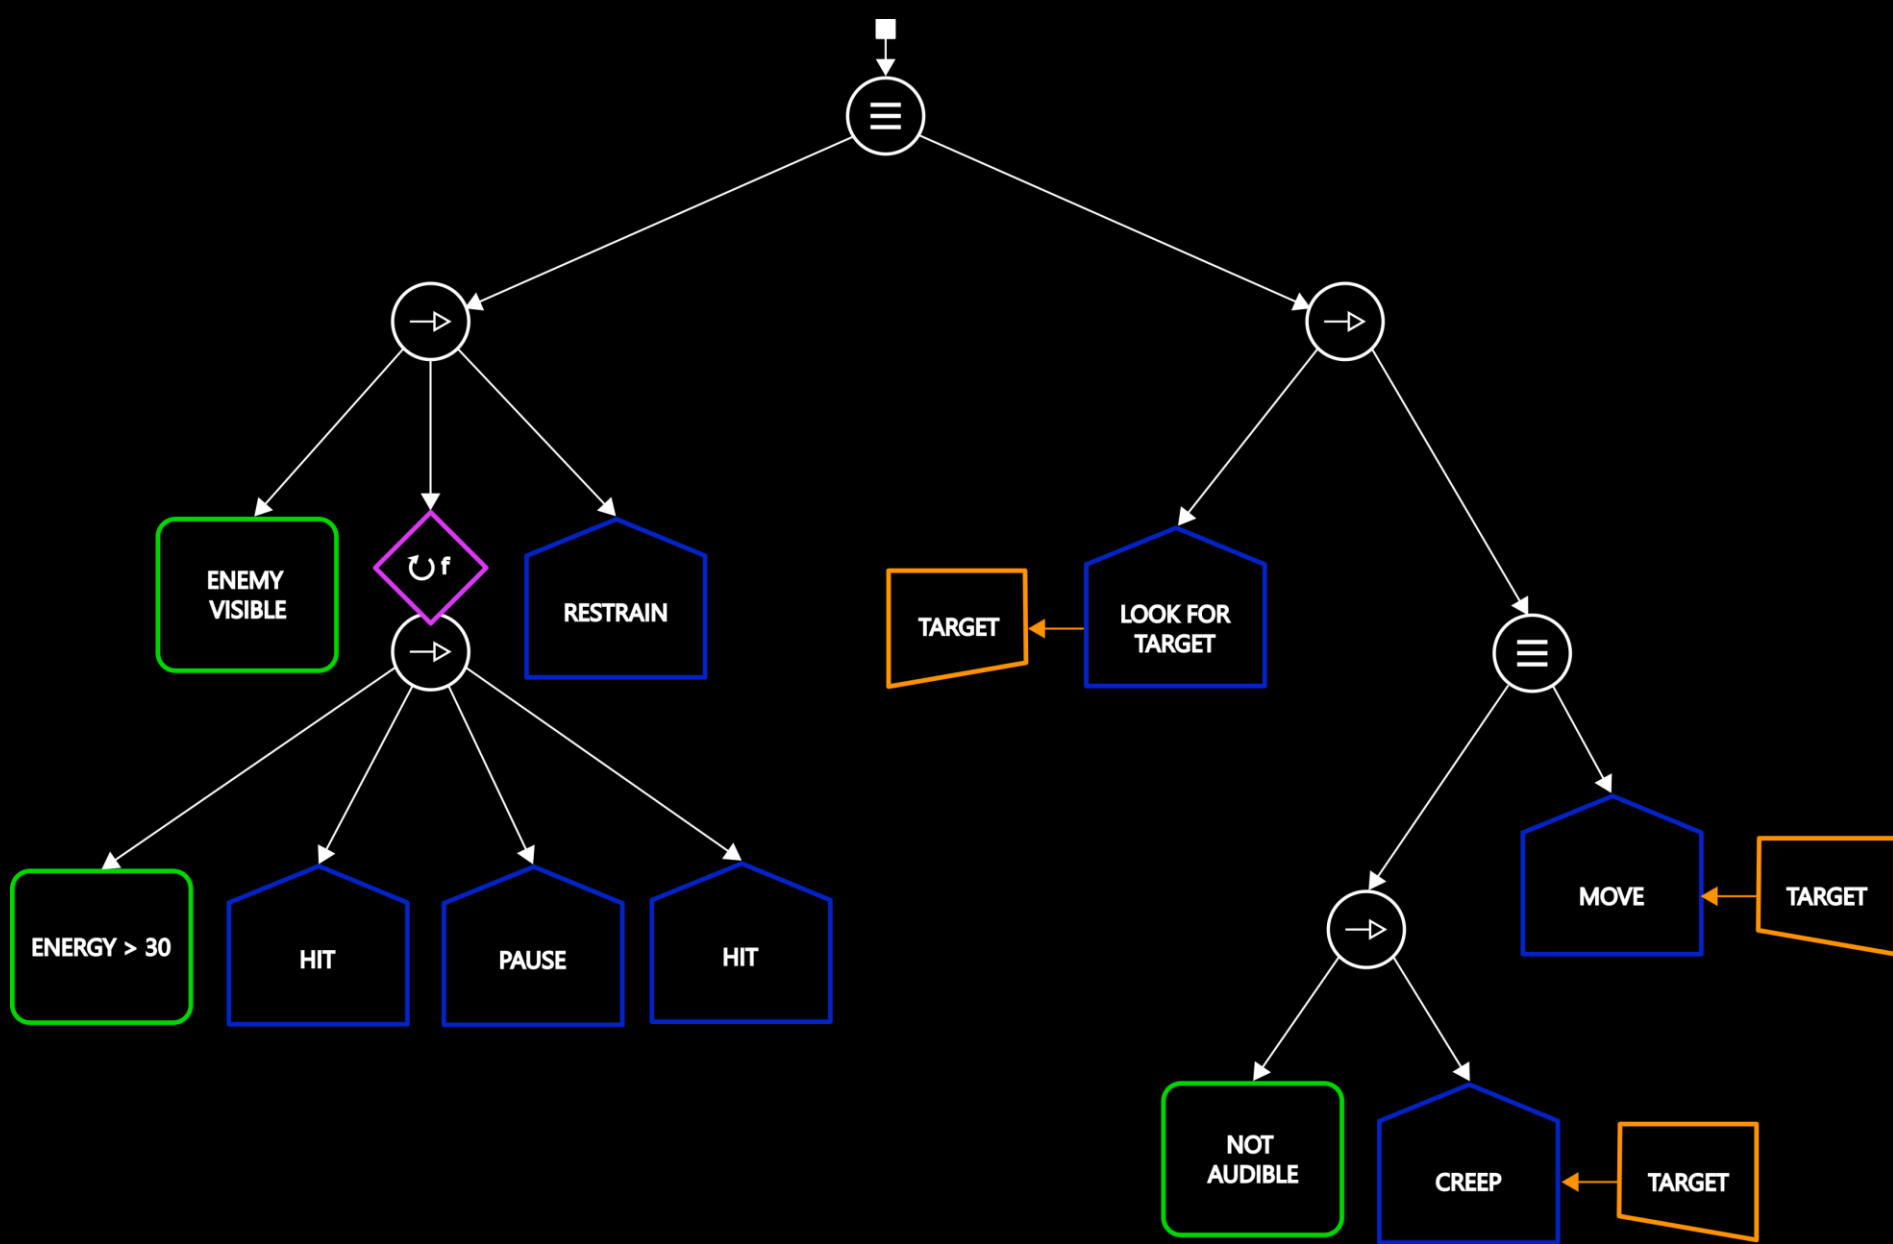 ENEMY
VISIBLE
f
RESTRAIN
TARGET
LOOK FOR
TARGET
ENERGY > 30
HIT
PAUSE
HIT
MOVE
TARGET
NOT
AUDIBLE
CREEP
TARGET